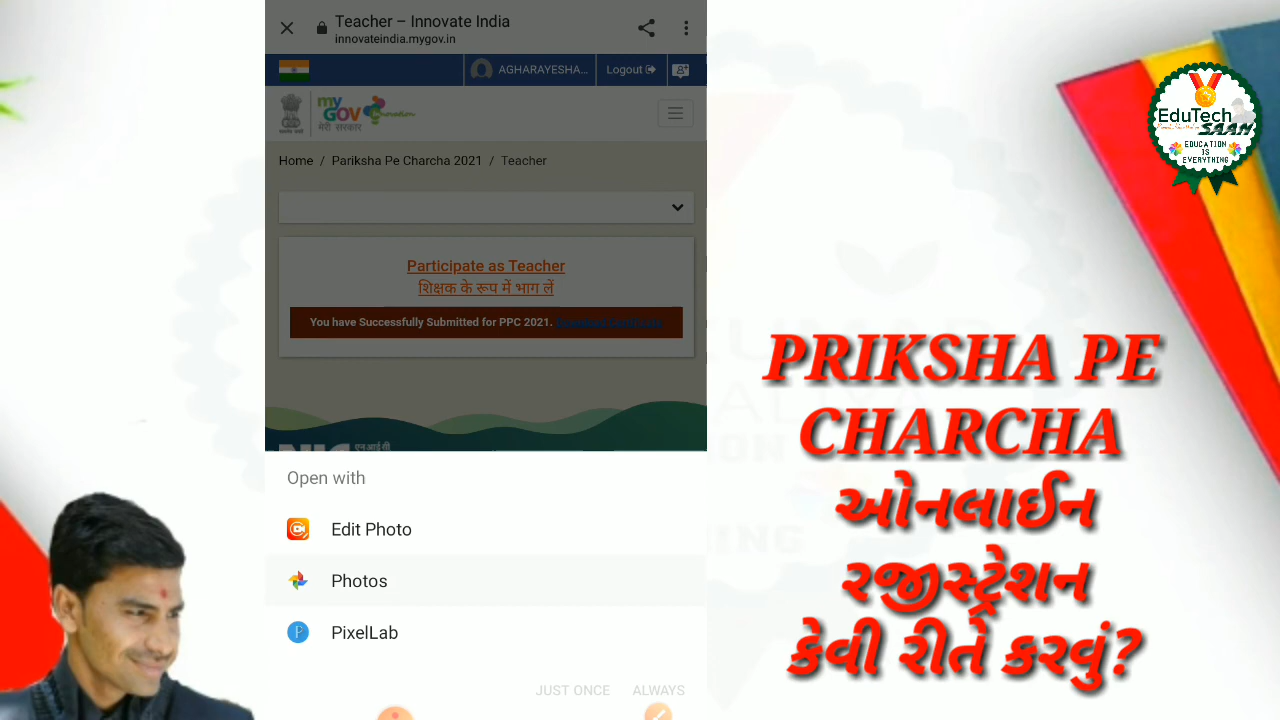 Teacher – Innovate India
innovateindia.mygov.in
AGHARAYESHA...
Logout
my
GOV
मेरी सरकार
Home / Pariksha Pe Charcha 2021 / Teacher
Participate as Teacher
शिक्षक के रूप में भाग लें
You have Successfully Submitted for PPC 2021.
एन आई सी
Open with
Edit Photo
Photos
PixelLab
JUST ONCE ALWAYS
EduTech
SAAN
EDUCATION
IS
EVERYTHING
PRIKSHA PE
CHARCHA
ઓનલાઈન
રજીસ્ટ્રેશન
કેવી રીતે કરવું?